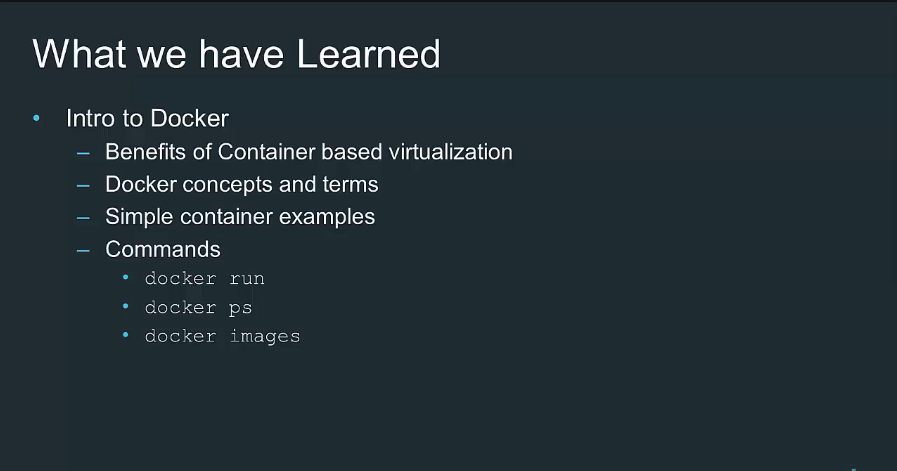 What we have Learned
• Intro to Docker
– Benefits of Container based virtualization
– Docker concepts and terms
– Simple container examples
– Commands
• docker run
• docker ps
• docker images